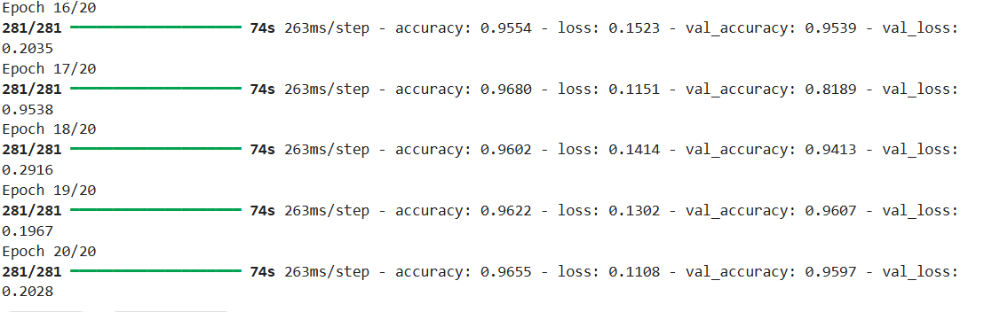 Epoch 16/20
281/281 ━━━━━━━━━━━━━━━━━━━━ 74s 263ms/step - accuracy: 0.9554 - loss: 0.1523 - val_accuracy: 0.9539 - val_loss:
0.2035
Epoch 17/20
281/281 ━━━━━━━━━━━━━━━━━━━━ 74s 263ms/step - accuracy: 0.9680 - loss: 0.1151 - val_accuracy: 0.8189 - val_loss:
0.9538
Epoch 18/20
281/281 ━━━━━━━━━━━━━━━━━━━━ 74s 263ms/step - accuracy: 0.9602 - loss: 0.1414 - val_accuracy: 0.9413 - val_loss:
0.2916
Epoch 19/20
281/281 ━━━━━━━━━━━━━━━━━━━━ 74s 263ms/step - accuracy: 0.9622 - loss: 0.1302 - val_accuracy: 0.9607 - val_loss:
0.1967
Epoch 20/20
281/281 ━━━━━━━━━━━━━━━━━━━━ 74s 263ms/step - accuracy: 0.9655 - loss: 0.1108 - val_accuracy: 0.9597 - val_loss:
0.2028